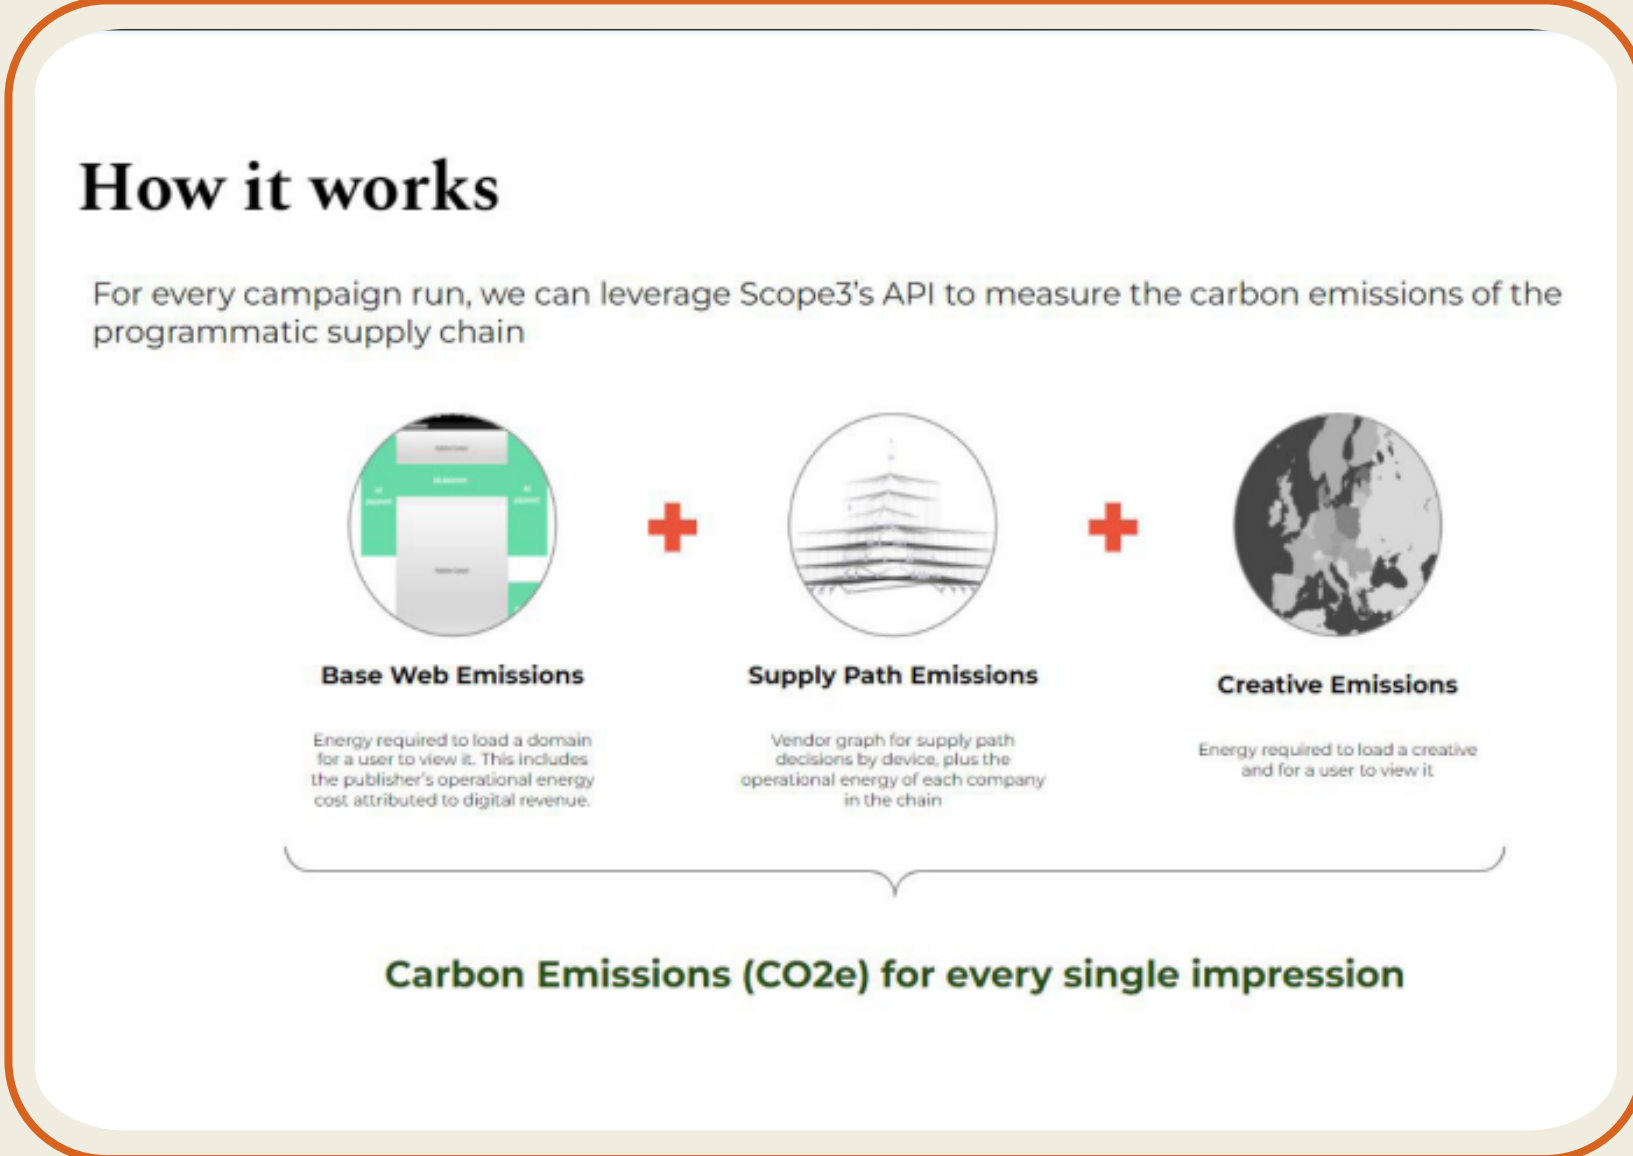 How it works
For every campaign run, we can leverage Scope3's API to measure the carbon emissions of the
programmatic supply chain
Base Web Emissions
Energy required to load a domain
for a user to view it. This includes
the publisher's operational energy
cost attributed to digital revenue.
Supply Path Emissions
Vendor graph for supply path
decisions by device, plus the
operational energy of each company
in the chain
Creative Emissions
Energy required to load a creative
and for a user to view it
Carbon Emissions (CO2e) for every single impression